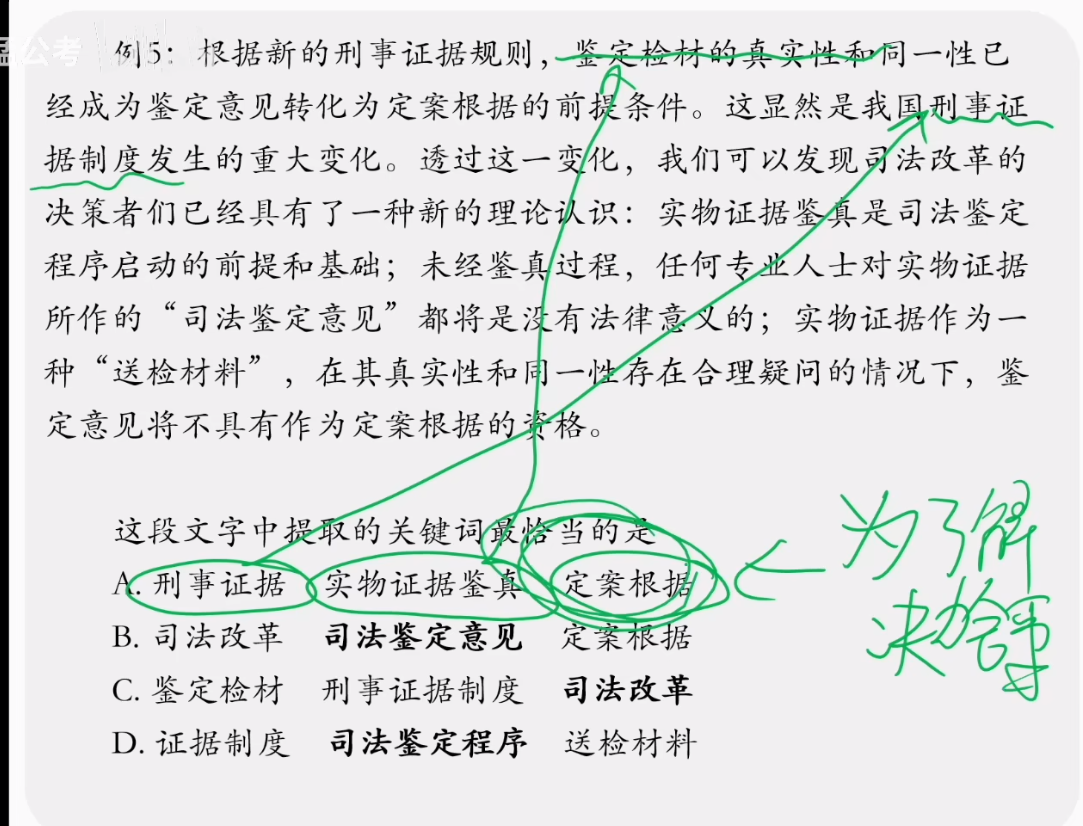 孟公考
例5：根据新的刑事证据规则，鉴定检材的真实性和同一性已
经成为鉴定意见转化为定案根据的前提条件。这显然是我国刑事证
据制度发生的重大变化。透过这一变化，我们可以发现司法改革的
决策者们已经具有了一种新的理论认识：实物证据鉴真是司法鉴定
程序启动的前提和基础；未经鉴真过程，任何专业人士对实物证据
所作的“司法鉴定意见”都将是没有法律意义的；实物证据作为一
种“送检材料”，在其真实性和同一性存在合理疑问的情况下，鉴
定意见将不具有作为定案根据的资格。
这段文字中提取的关键词最恰当的是
A. 刑事证据 实物证据鉴真 定案根据
B. 司法改革 司法鉴定意见 定案根据
C. 鉴定检材 刑事证据制度 司法改革
D. 证据制度 司法鉴定程序 送检材料
为了解
决